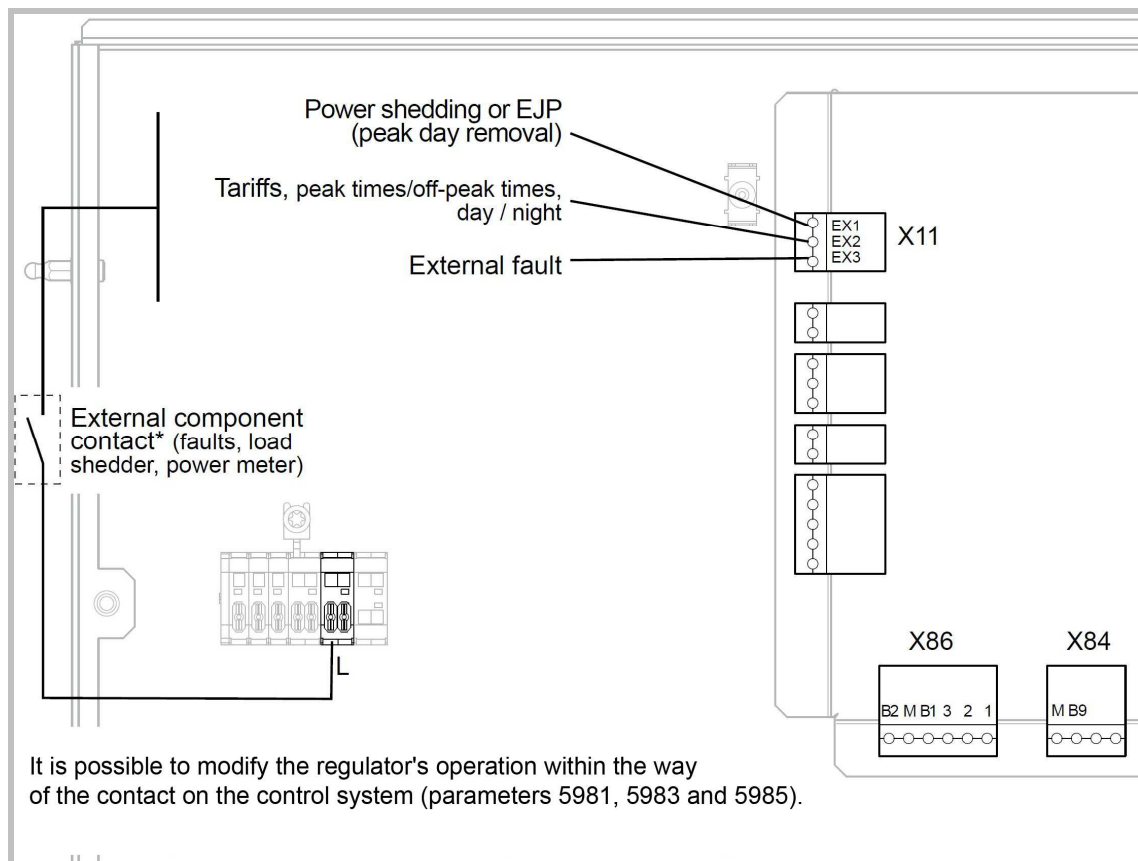 Power shedding or EJP
(peak day removal)
Tariffs, peak times/off-peak times,
day / night
External fault
EX1
EX2
EX3
X11
External component
contact* (faults, load
shedder, power meter)
L
X86
X84
B2 M B1 3 2 1
M B9
It is possible to modify the regulator's operation within the way
of the contact on the control system (parameters 5981, 5983 and 5985).